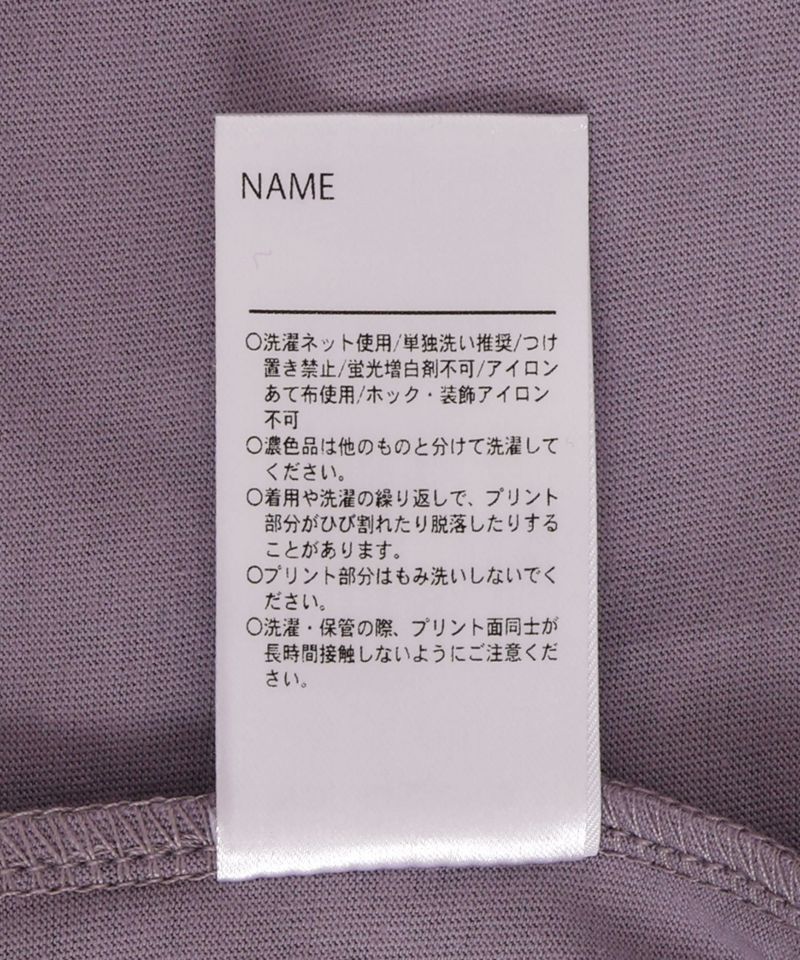 NAME
〇洗濯ネット使用/単独洗い推奨/つけ
置き禁止/蛍光増白剤不可/アイロン
あて布使用/ホック・装飾アイロン
不可
〇濃色品は他のものと分けて洗濯して
ください。
〇着用や洗濯の繰り返しで、プリント
部分がひび割れたり脱落したりする
ことがあります。
〇プリント部分はもみ洗いしないでく
ださい。
〇洗濯・保管の際、プリント面同士が
長時間接触しないようにご注意くだ
さい。